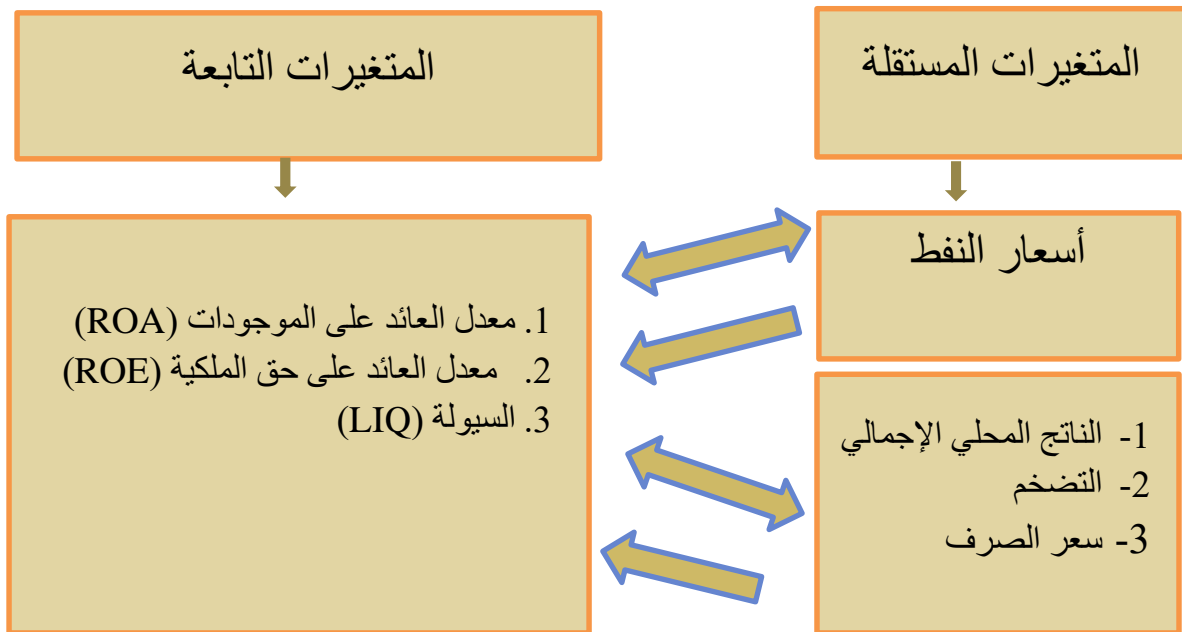 المتغيرات المستقلة
المتغيرات التابعة
أسعار النفط
1- الناتج المحلي الإجمالي
2- التضخم
3- سعر الصرف
1. معدل العائد على الموجودات (ROA)
2. معدل العائد على حق الملكية (ROE)
3. السيولة (LIQ)